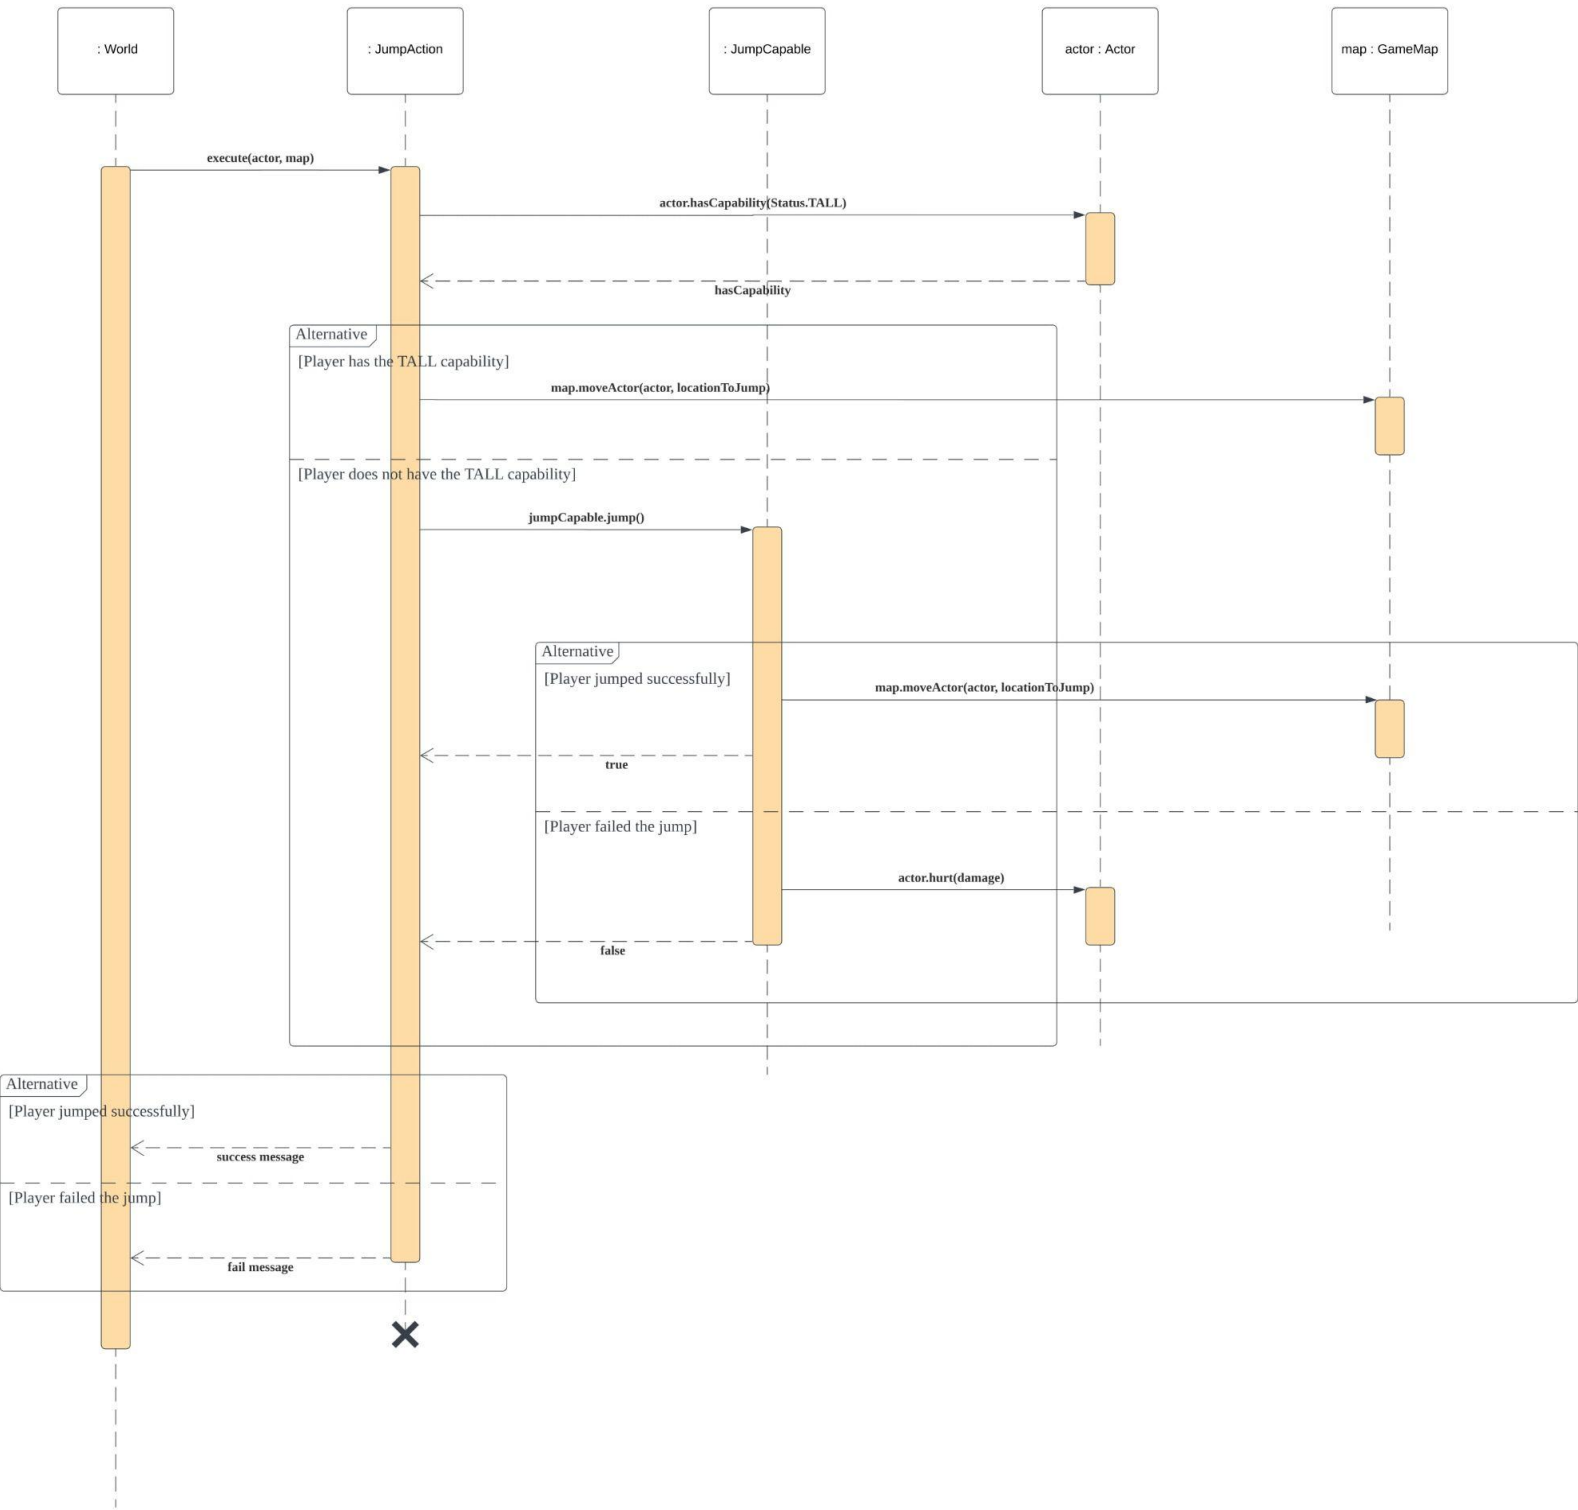 : World
: JumpAction
: JumpCapable
actor : Actor
map : GameMap
execute(actor, map)
actor.hasCapability(Status.TALL)
hasCapability
Alternative
[Player has the TALL capability]
map.moveActor(actor, locationToJump)
[Player does not have the TALL capability]
jumpCapable.jump()
Alternative
[Player jumped successfully]
map.moveActor(actor, locationToJump)
true
[Player failed the jump]
actor.hurt(damage)
false
Alternative
[Player jumped successfully]
success message
[Player failed the jump]
fail message